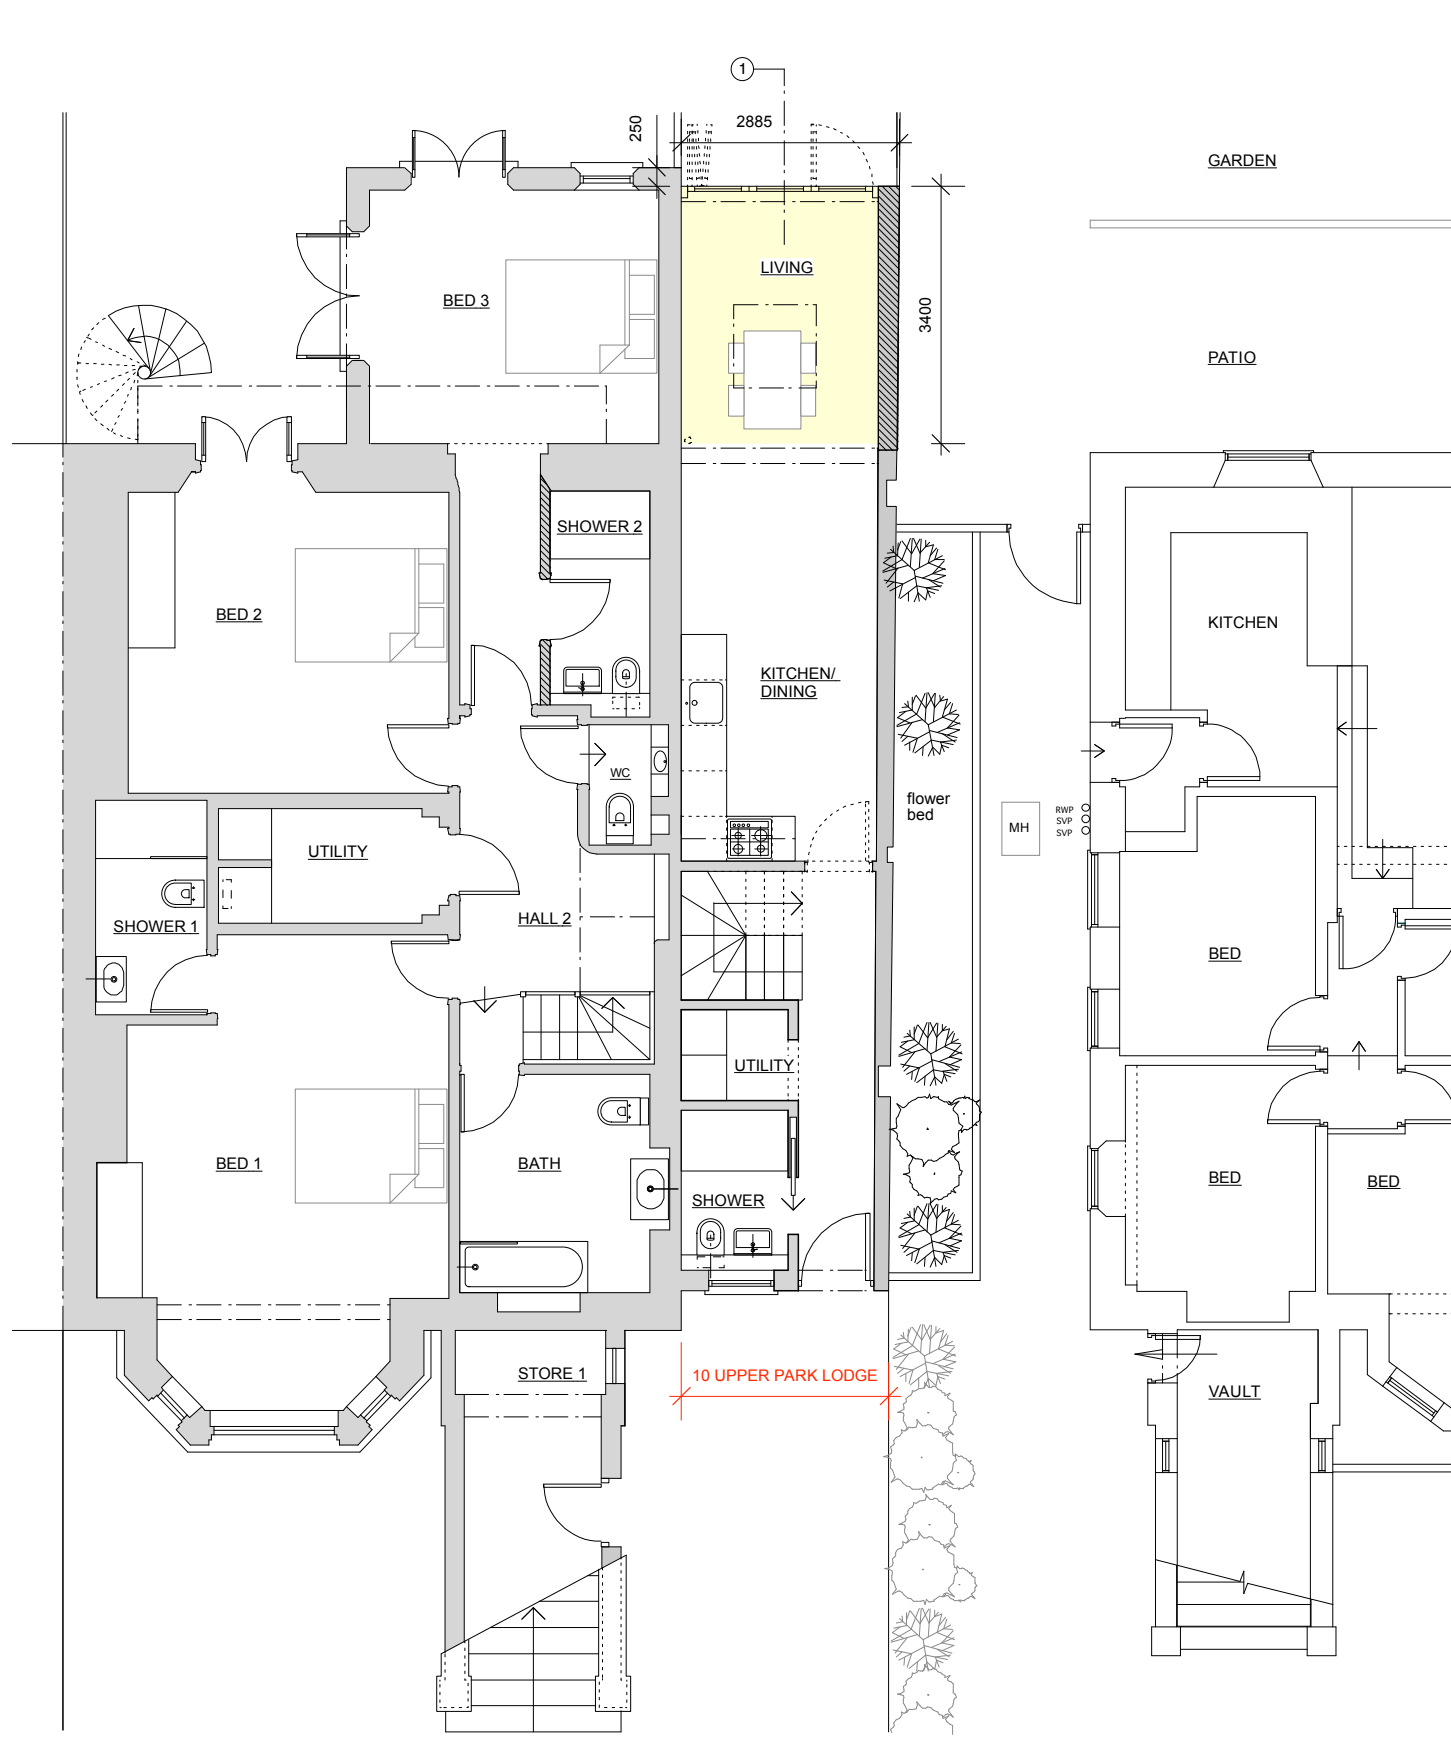 1
250
2885
GARDEN
LIVING
BED 3
3400
PATIO
SHOWER 2
BED 2
KITCHEN
KITCHEN/
DINING
WC
flower
bed
MH
RWP
SVP
SVP
UTILITY
SHOWER 1
HALL 2
BED
UTILITY
BED 1
BATH
SHOWER
BED
BED
STORE 1
10 UPPER PARK LODGE
VAULT